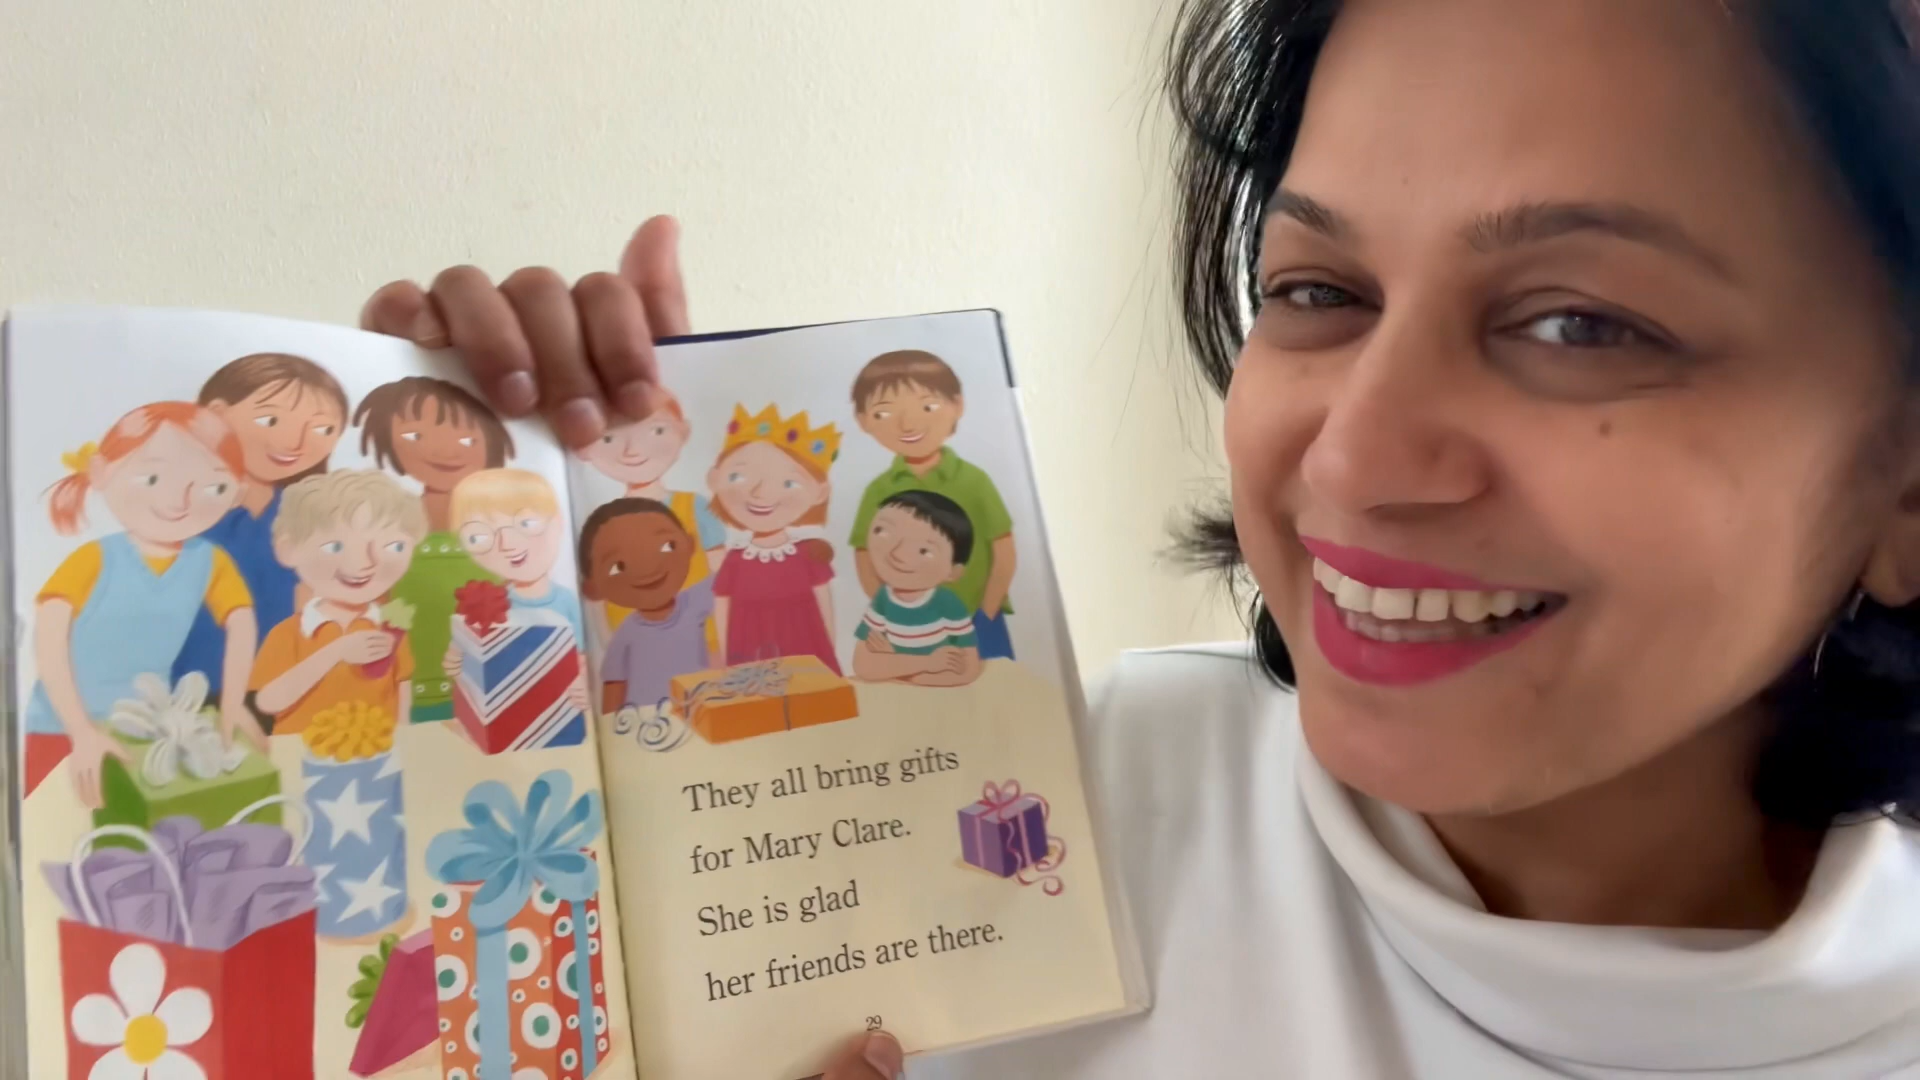 They all bring gifts
for Mary Clare.
She is glad
her friends are there.
29